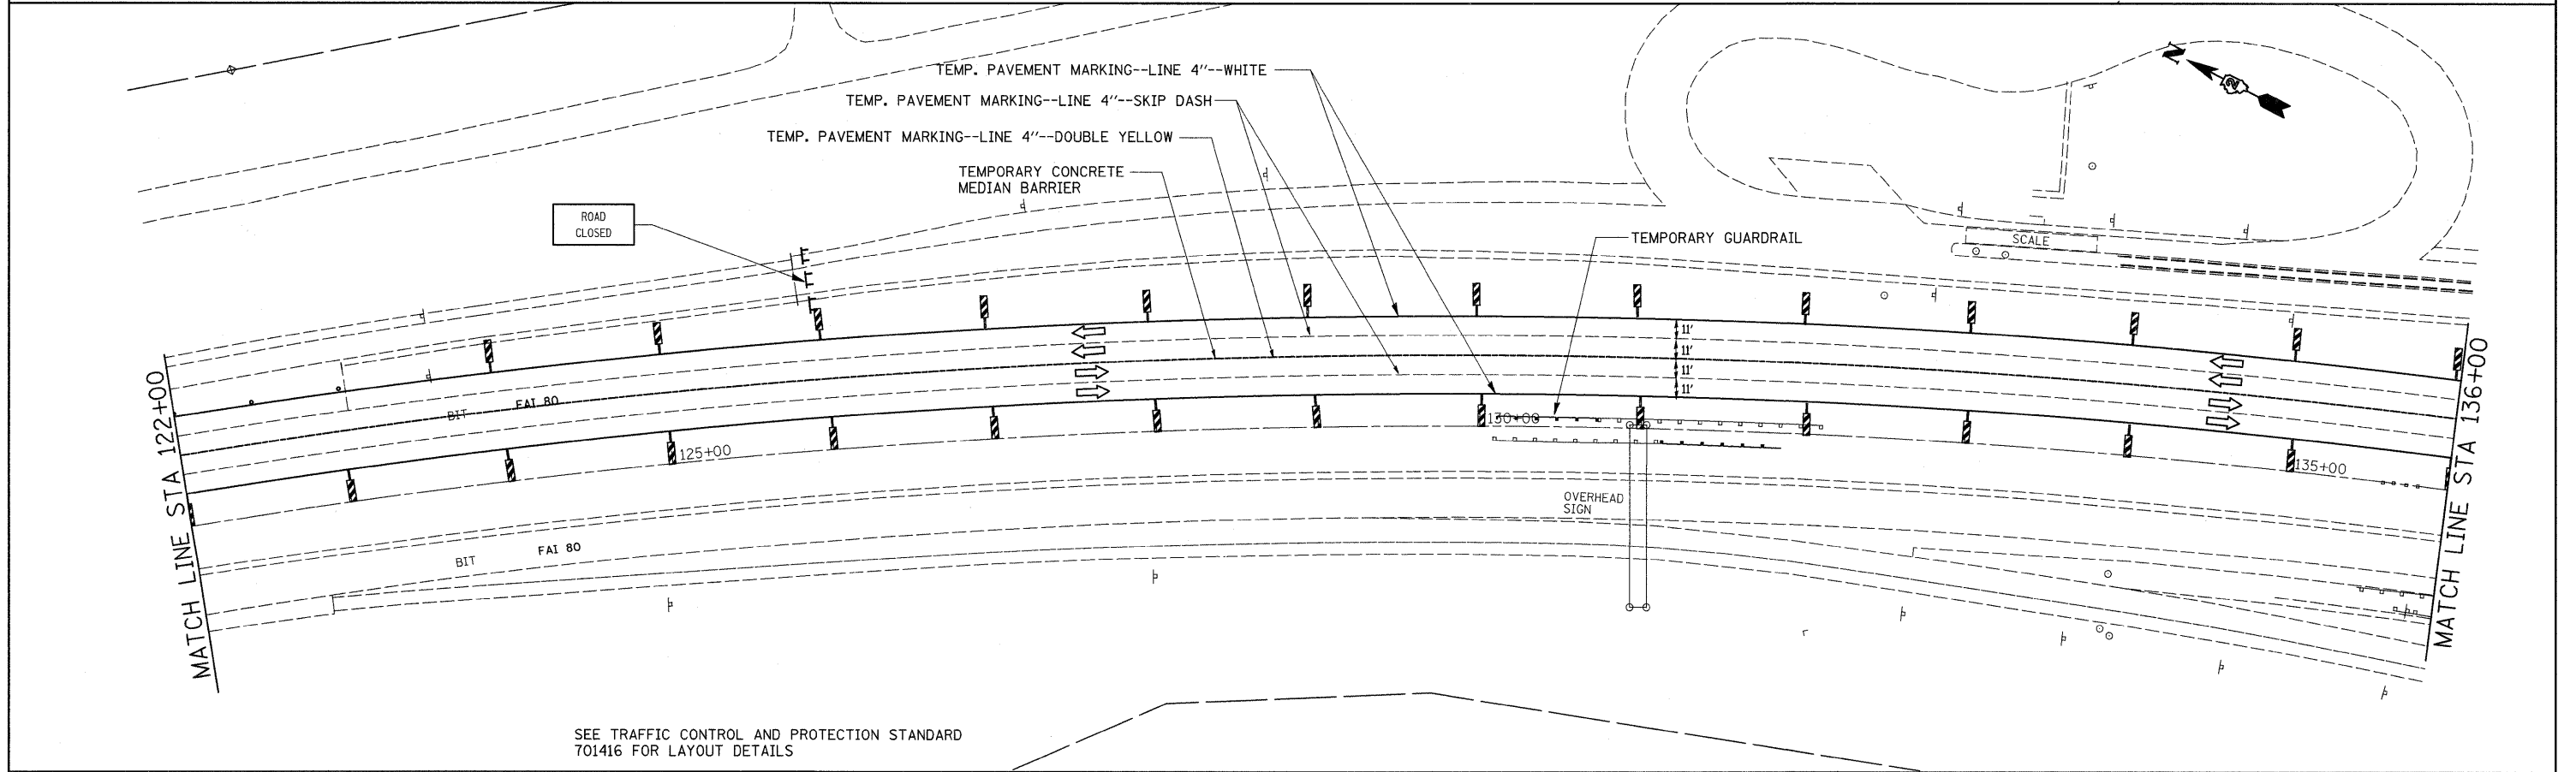 TEMP. PAVEMENT MARKING--LINE 4"--WHITE
TEMP. PAVEMENT MARKING--LINE 4"--SKIP DASH
TEMP. PAVEMENT MARKING--LINE 4"--DOUBLE YELLOW
TEMPORARY CONCRETE
MEDIAN BARRIER
ROAD
CLOSED
TEMPORARY GUARDRAIL
SCALE
N
2
11'
11'
11'
11'
MATCH LINE STA 122+00
BIT
FAI 80
125+00
130+00
135+00
MATCH LINE STA 136+00
OVERHEAD
SIGN
BIT
FAI 80
SEE TRAFFIC CONTROL AND PROTECTION STANDARD
701416 FOR LAYOUT DETAILS